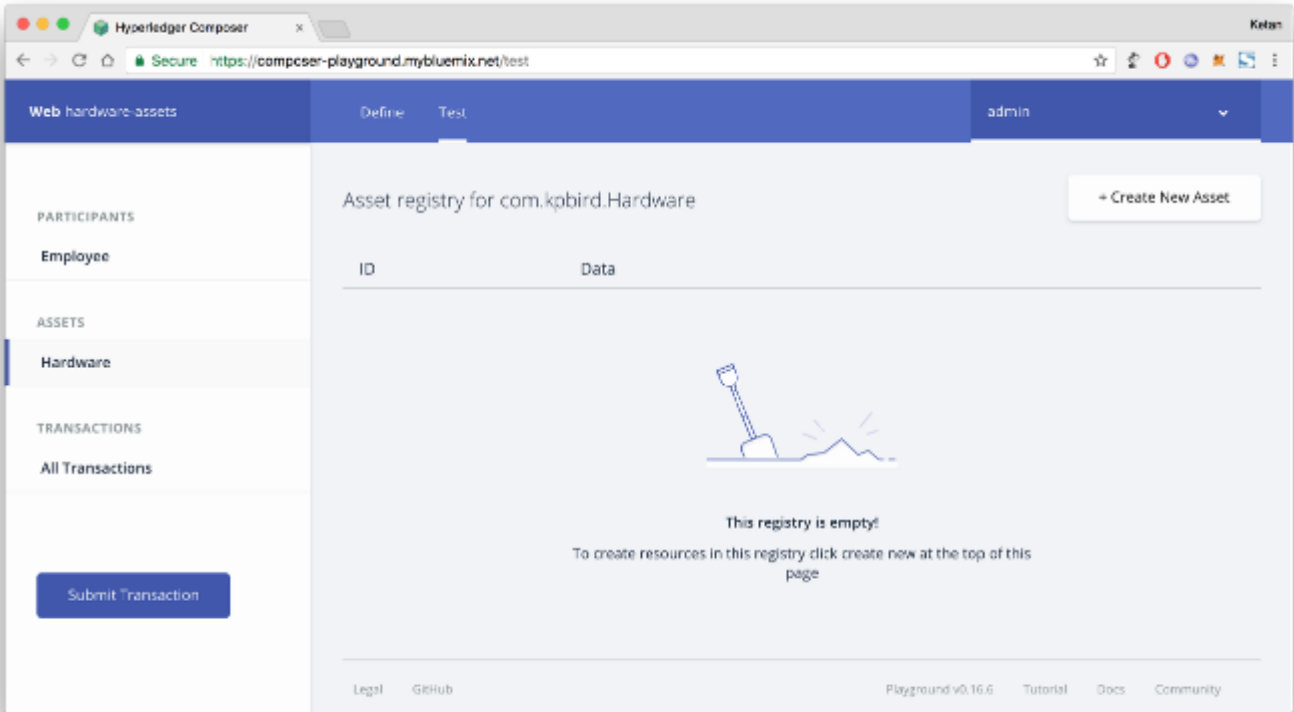 Hyperledger Composer
Ketan
Secure https://composer-playground.mybluemix.net/test
Web hardware-assets
Define Test
admin
PARTICIPANTS
Employee
ASSETS
Hardware
TRANSACTIONS
All Transactions
Submit Transaction
Asset registry for com.kpbird.Hardware
+ Create New Asset
ID Data
This registry is empty!
To create resources in this registry click create new at the top of this
page
Legal GitHub
Playground v0.16.6 Tutorial Docs Community